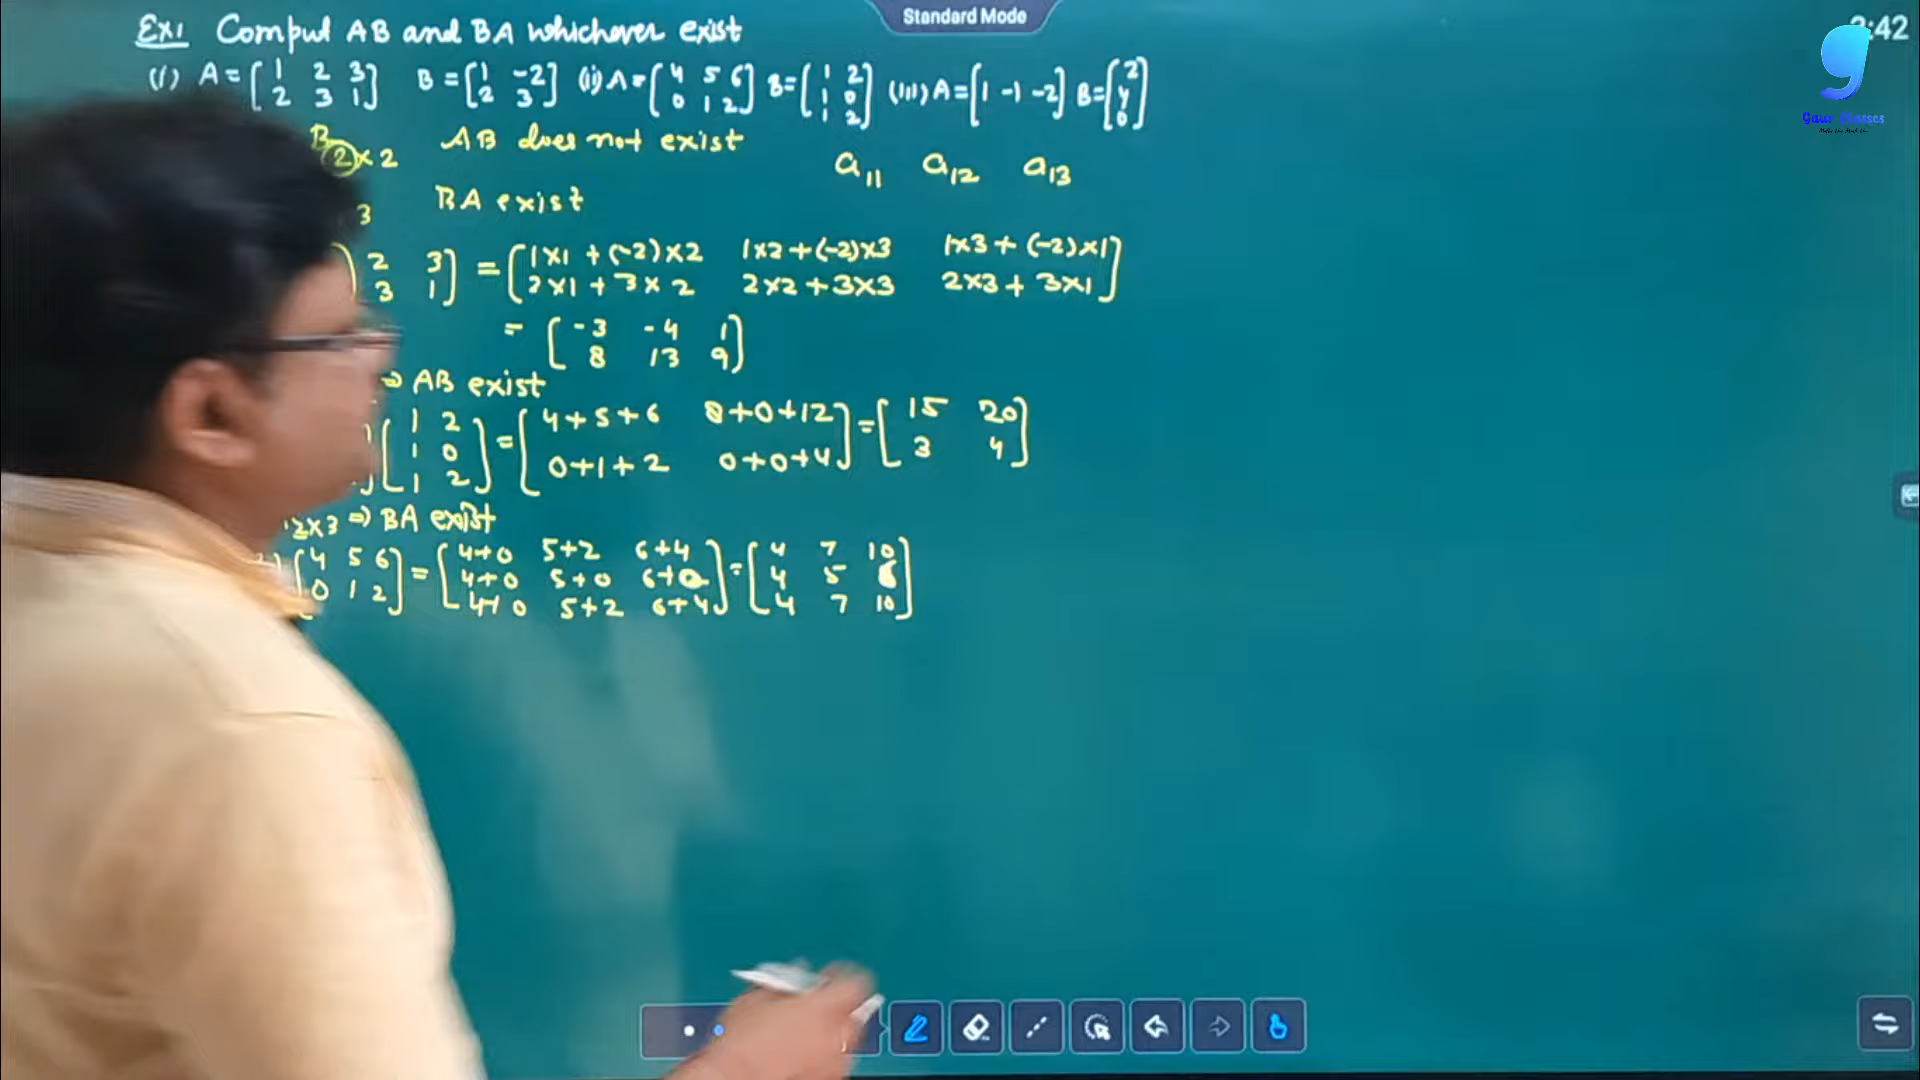 Standard Mode
2:42
Ex1 Comput AB and BA whichever exist
(i) A = [1 2 3 / 2 3 1] B = [1 -2 / 2 3] (ii) A = [4 5 6 / 0 1 2] B = [1 2 / 1 0 / 1 2] (iii) A = [1 -1 -2] B = [2 / 4 / 0]
g
Gaur Classes
B
2×2 AB does not exist
a11 a12 a13
3 BA exist
2 3 / 3 1] = [1×1 + (-2)×2 1×2 + (-2)×3 1×3 + (-2)×1 / 2×1 + 3×2 2×2 + 3×3 2×3 + 3×1]
= [-3 -4 1 / 8 13 9]
⇒ AB exist
[1 2 / 1 0 / 1 2] = [4+5+6 8+0+12 / 0+1+2 0+0+4] = [15 20 / 3 4]
2×3 ⇒ BA exist
[4 5 6 / 0 1 2] = [4+0 5+2 6+4 / 4+0 5+0 6+0 / 4+0 5+2 6+4] = [4 7 10 / 4 5 6 / 4 7 10]